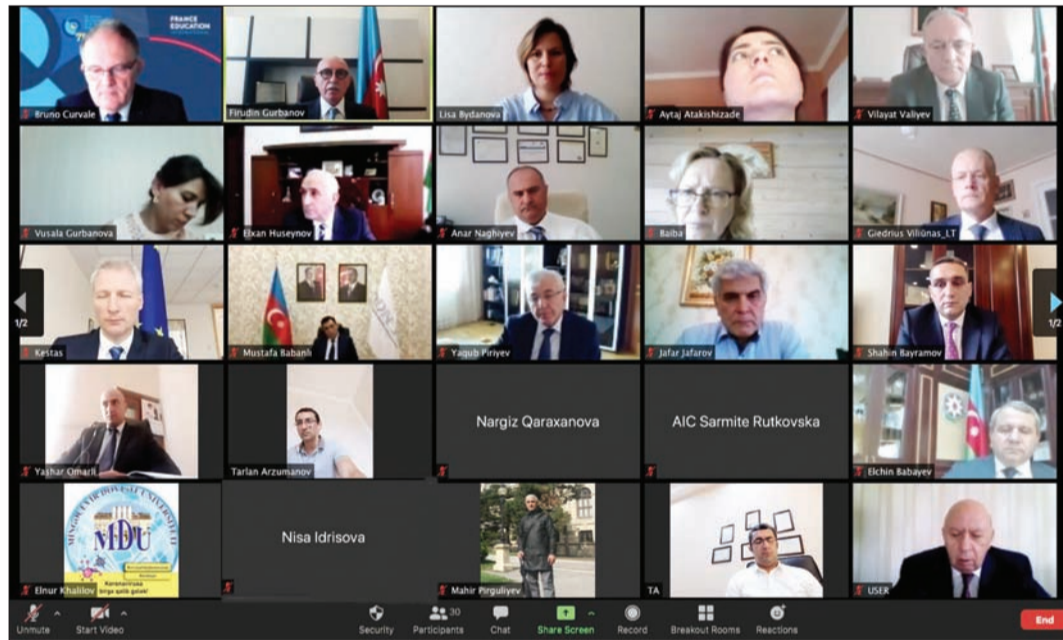 FRANCE
EDUCATION
Bruno Curvale
Firudin Gurbanov
Lisa Bydanova
Aytaj Atakishizade
Vilayat Valiyev
Vusala Gurbanova
Elxan Huseynov
Anar Naghiyev
Baiba
Giedrius Viliūnas_LT
1/2
Kestas
Mustafa Babanli
Yaqub Piriyev
Jafar Jafarov
Shahin Bayramov
1/2
Yashar Omarli
Tarlan Arzumanov
Nargiz Qaraxanova
AIC Sarmite Rutkovska
Elchin Babayev
MDU
Elnur Khalilov
Nisa Idrisova
Mahir Pirguliyev
TA
USER
Unmute
Start Video
Security
Participants
30
Chat
Share Screen
Record
Breakout Rooms
Reactions
End